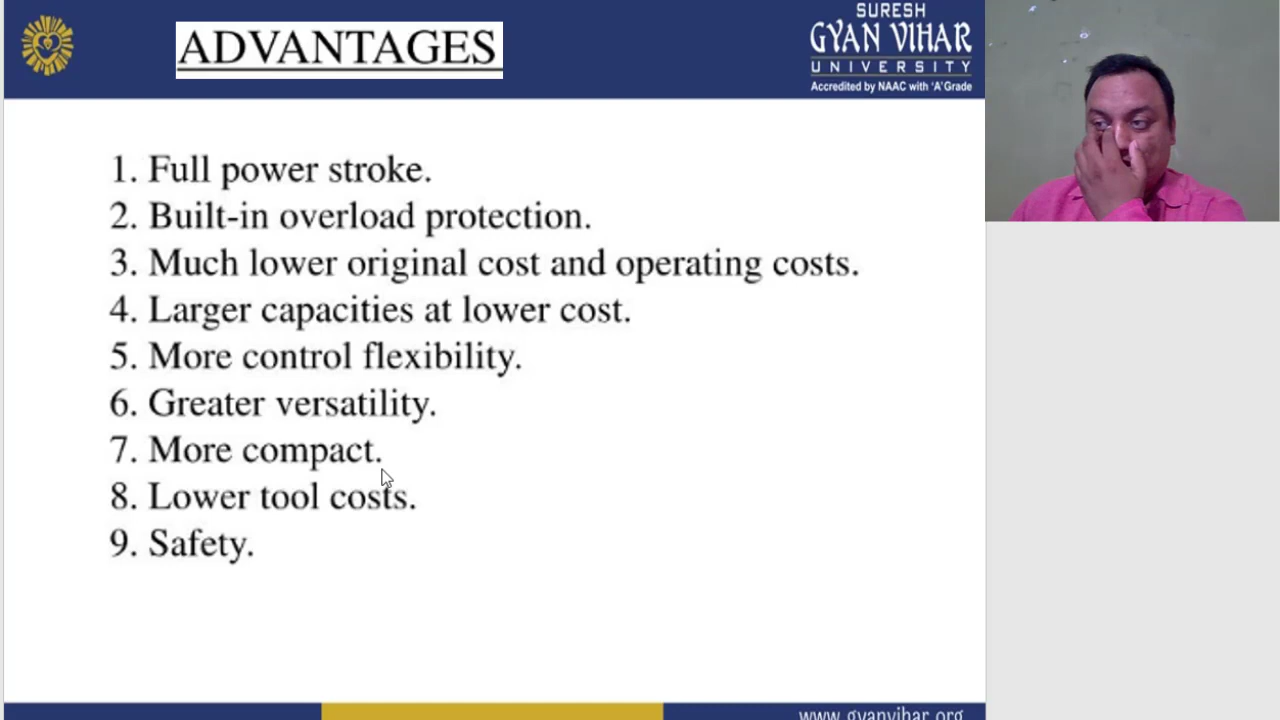 ADVANTAGES
SURESH
GYAN VIHAR
UNIVERSITY
Accredited by NAAC with 'A' Grade
1. Full power stroke.
2. Built-in overload protection.
3. Much lower original cost and operating costs.
4. Larger capacities at lower cost.
5. More control flexibility.
6. Greater versatility.
7. More compact.
8. Lower tool costs.
9. Safety.
www.gyanvihar.org